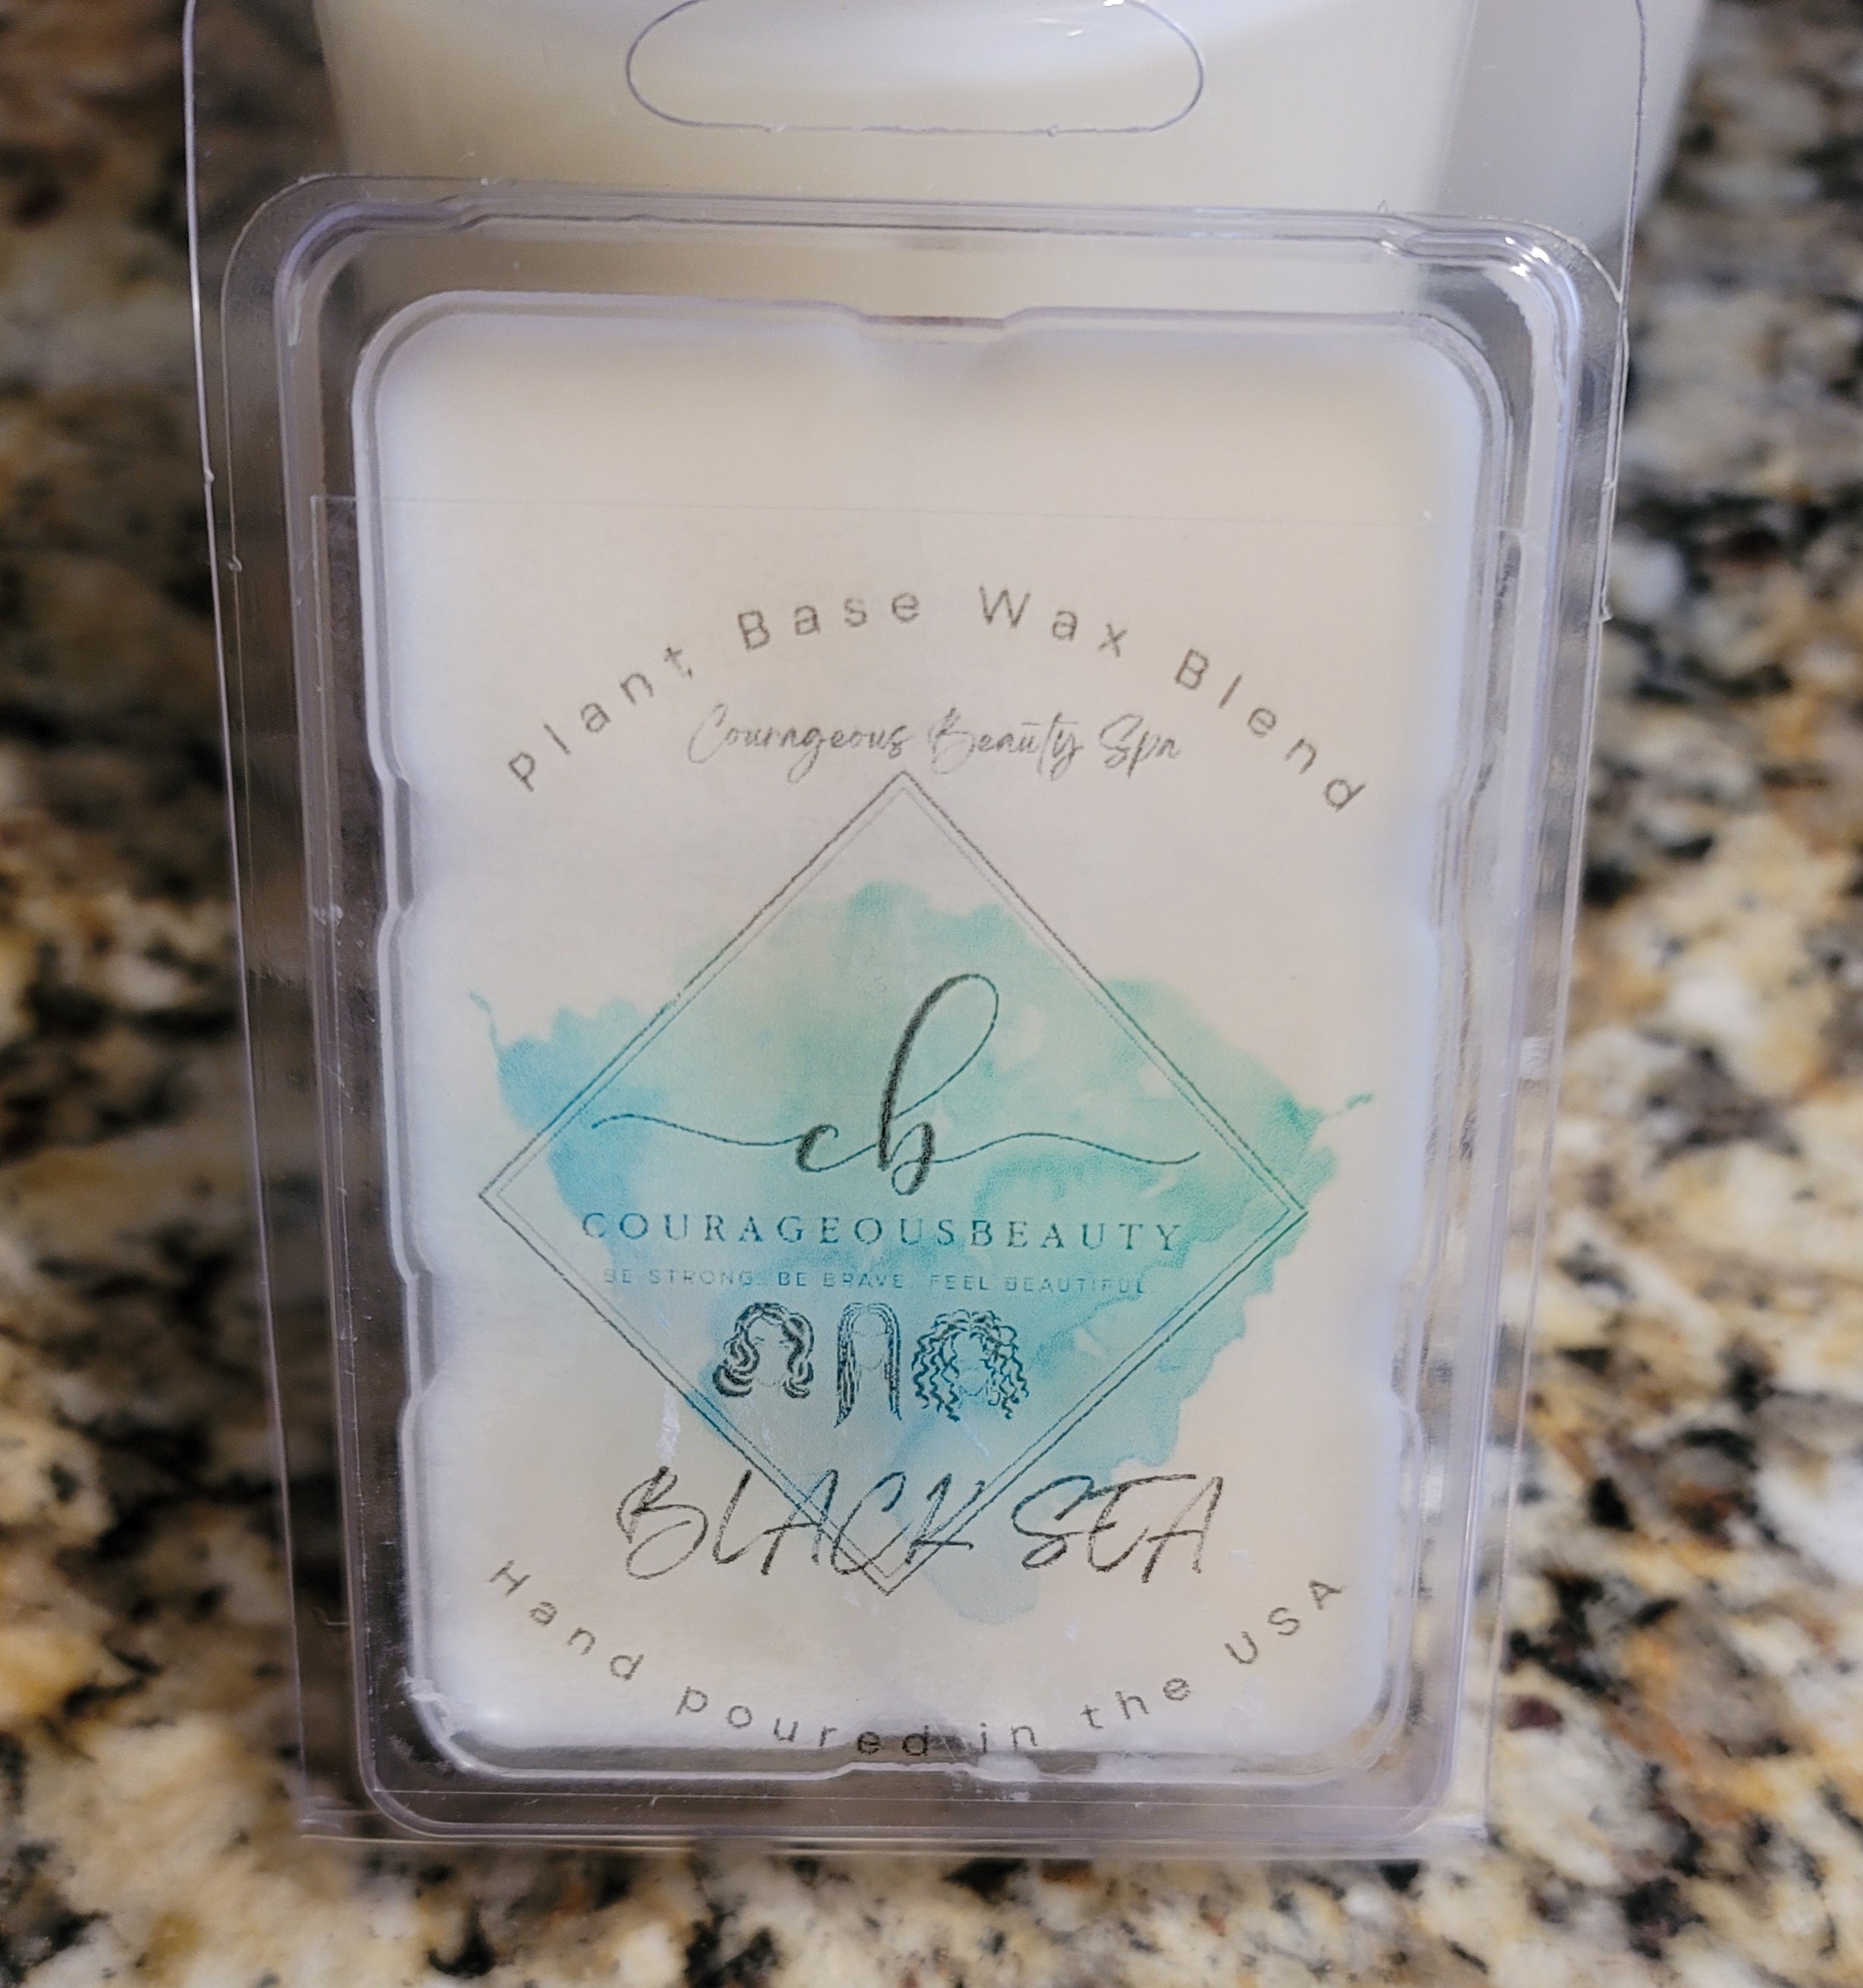 Plant Base Wax Blend
Courageous Beauty Spa
cb
COURAGEOUSBEAUTY
BE STRONG. BE BRAVE. FEEL BEAUTIFUL.
BLACK SEA
Hand poured in the USA